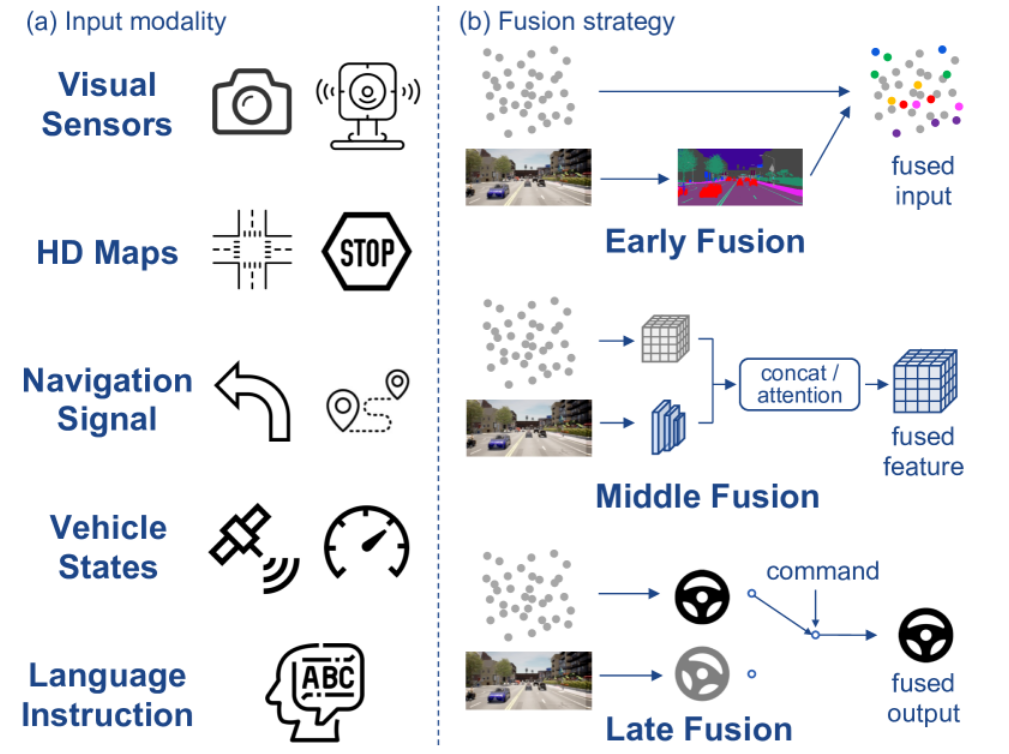 (a) Input modality
Visual
Sensors
HD Maps
STOP
Navigation
Signal
Vehicle
States
Language
Instruction
ABC
(b) Fusion strategy
fused
input
Early Fusion
concat /
attention
fused
feature
Middle Fusion
command
fused
output
Late Fusion